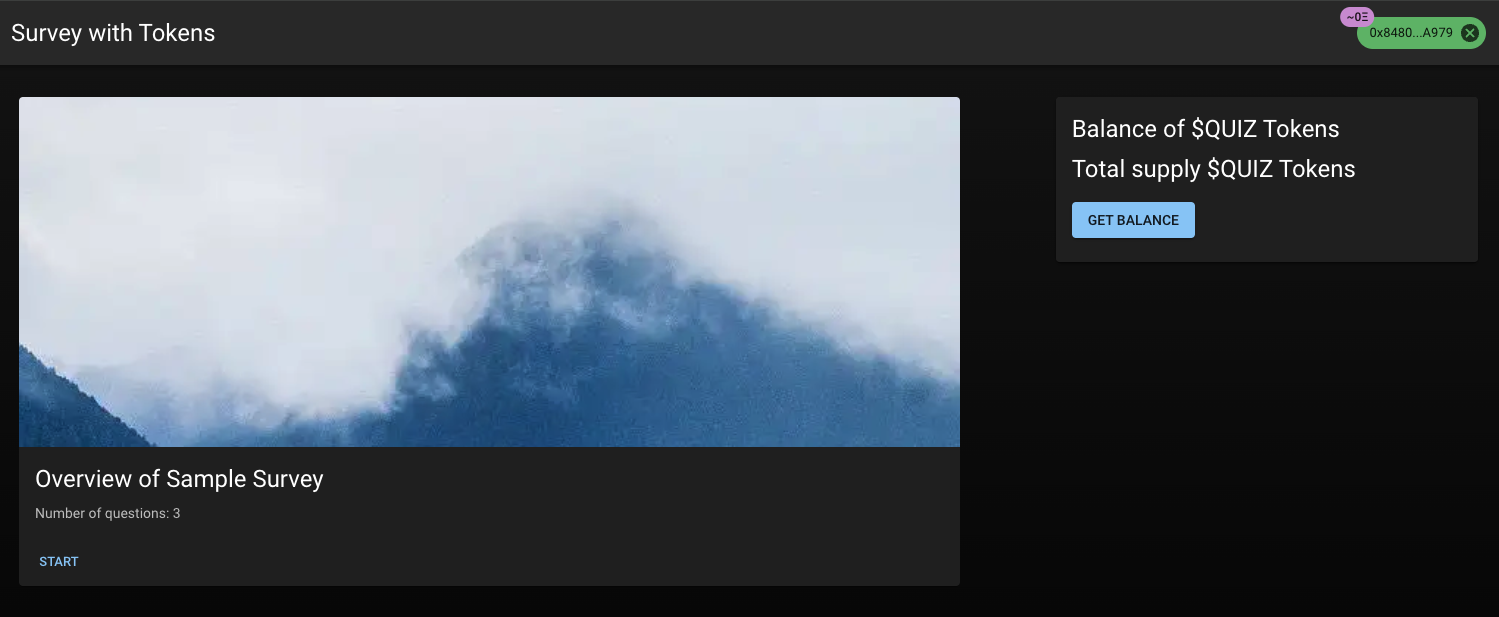 Survey with Tokens
~0Ξ
0x8480...A979
Overview of Sample Survey
Number of questions: 3
START
Balance of $QUIZ Tokens
Total supply $QUIZ Tokens
GET BALANCE